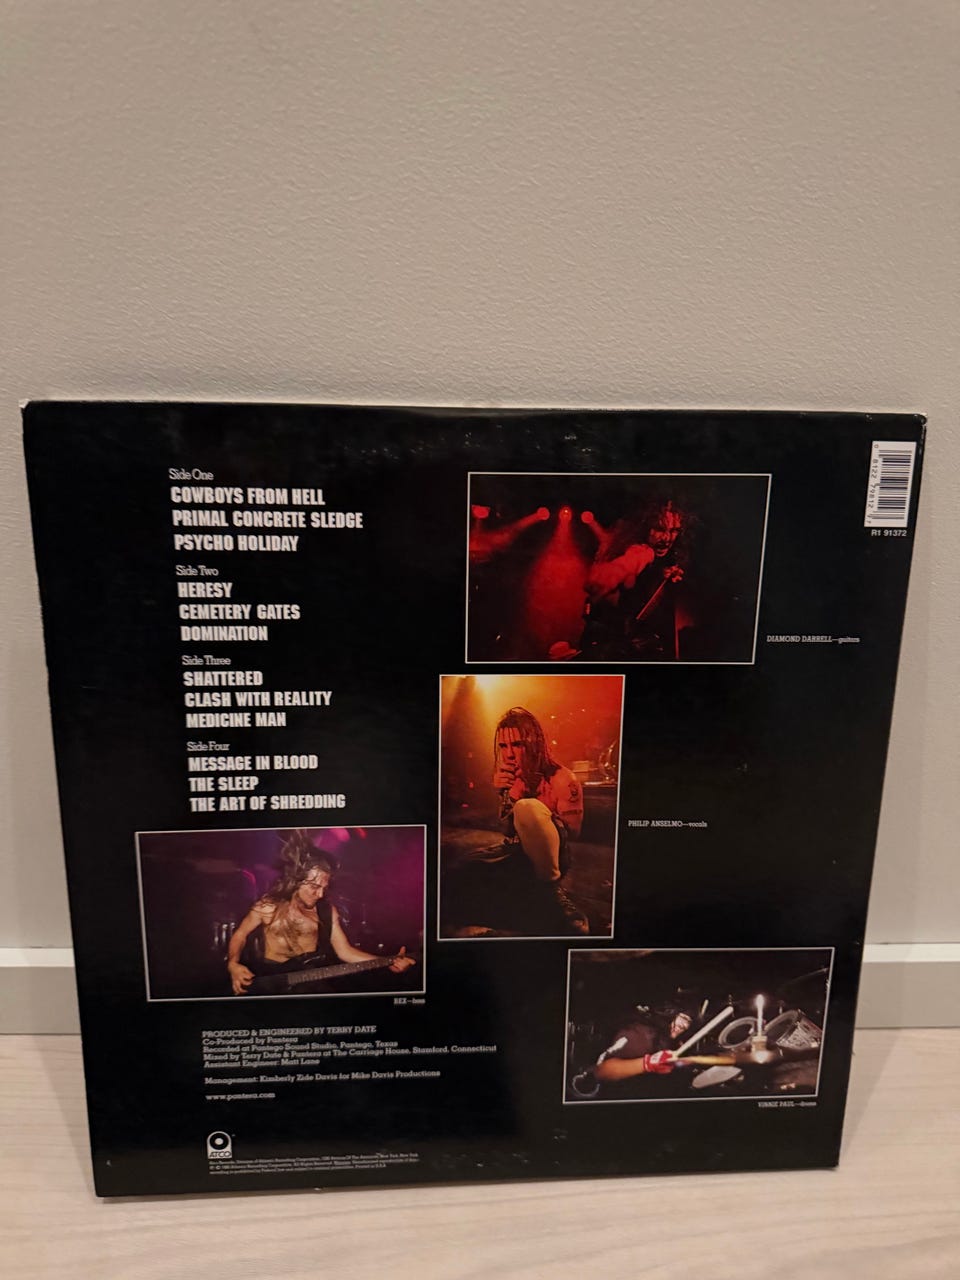 Side One
COWBOYS FROM HELL
PRIMAL CONCRETE SLEDGE
PSYCHO HOLIDAY
Side Two
HERESY
CEMETERY GATES
DOMINATION
Side Three
SHATTERED
CLASH WITH REALITY
MEDICINE MAN
Side Four
MESSAGE IN BLOOD
THE SLEEP
THE ART OF SHREDDING
R1 91372
DIAMOND DARRELL—guitars
PHILIP ANSELMO—vocals
REX—bass
VINNIE PAUL—drums
PRODUCED & ENGINEERED BY TERRY DATE
Co-Produced by Pantera
Recorded at Pantego Sound Studio, Pantego, Texas
Mixed by Terry Date & Pantera at The Carriage House, Stamford, Connecticut
Assistant Engineer: Matt Lane
Management: Kimberly Zide Davis for Mike Davis Productions
www.pantera.com
ATCO